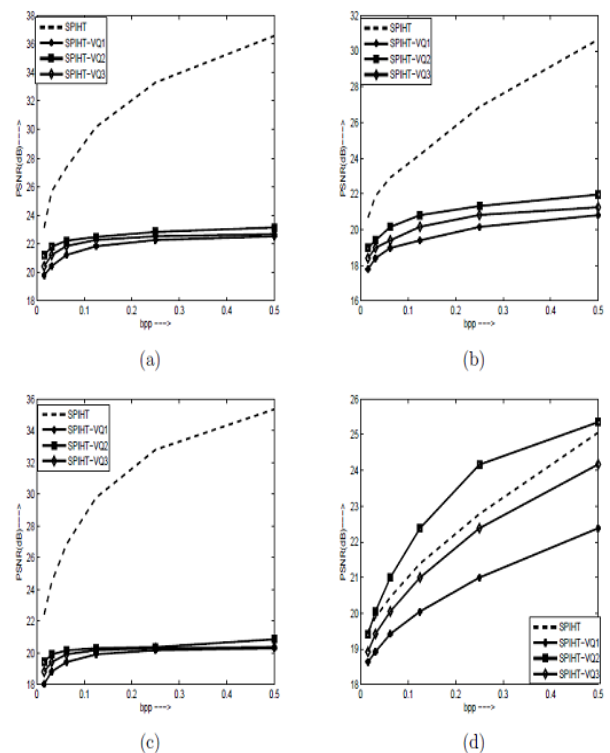 38
36
34
32
30
28
26
24
22
20
18
PSNR(dB)---->
SPIHT
SPIHT-VQ1
SPIHT-VQ2
SPIHT-VQ3
0 0.1 0.2 0.3 0.4 0.5
bpp ---->
(a)
32
30
28
26
24
22
20
18
16
PSNR(dB)---->
SPIHT
SPIHT-VQ1
SPIHT-VQ2
SPIHT-VQ3
0 0.1 0.2 0.3 0.4 0.5
bpp ---->
(b)
36
34
32
30
28
26
24
22
20
18
PSNR(dB)---->
SPIHT
SPIHT-VQ1
SPIHT-VQ2
SPIHT-VQ3
0 0.1 0.2 0.3 0.4 0.5
bpp ---->
(c)
26
25
24
23
22
21
20
19
18
PSNR(dB)---->
SPIHT
SPIHT-VQ1
SPIHT-VQ2
SPIHT-VQ3
0 0.1 0.2 0.3 0.4 0.5
bpp ---->
(d)